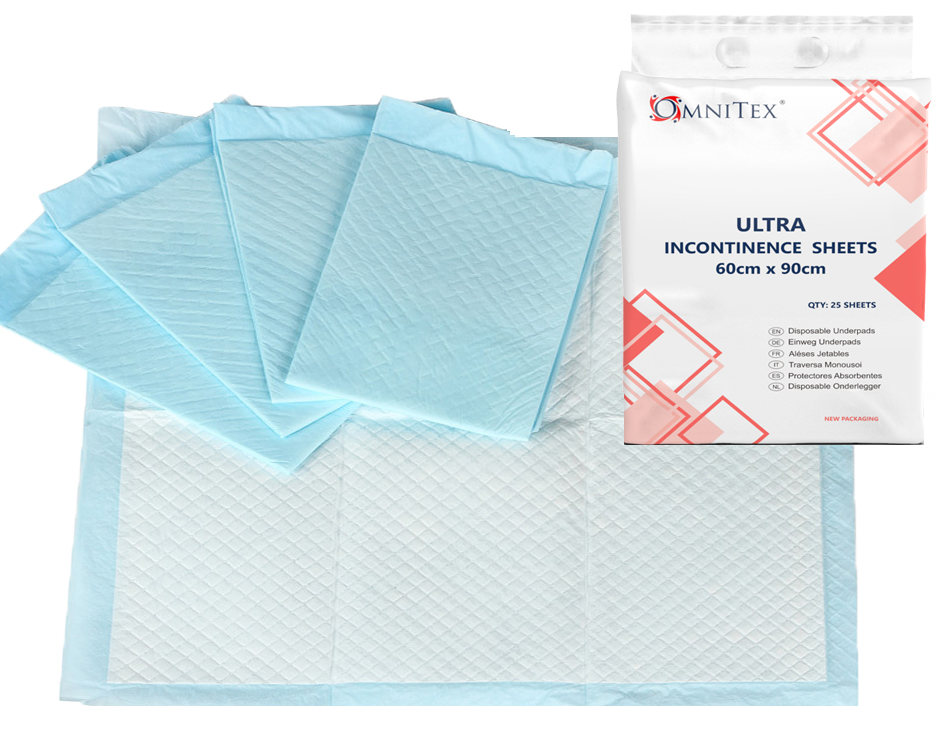 OMNITEX®
ULTRA
INCONTINENCE SHEETS
60cm x 90cm
QTY: 25 SHEETS
EN Disposable Underpads
DE Einweg Underpads
FR Aléses Jetables
IT Traversa Monousoi
ES Protectores Absorbentes
NL Disposable Onderlegger
NEW PACKAGING